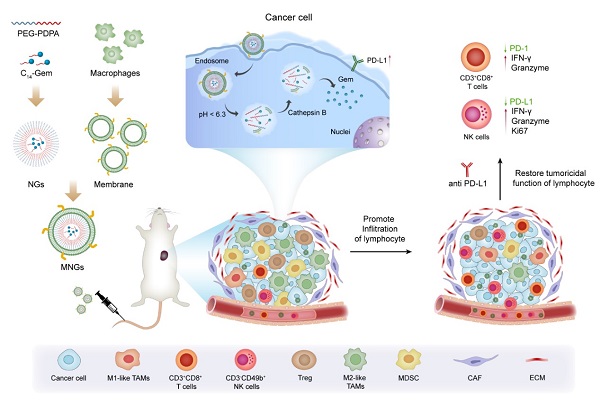 PEG-PDPA
C14-Gem
NGs
Macrophages
Membrane
MNGs
Cancer cell
Endosome
PD-L1↑
Gem
pH < 6.3
Cathepsin B
Nuclei
Promote
Infiltration
of lymphocyte
CD3+CD8+
T cells
↓ PD-1
↑ IFN-γ
Granzyme
NK cells
↓ PD-L1
↑ IFN-γ
Granzyme
Ki67
anti PD-L1
Restore tumoricidal
function of lymphocyte
Cancer cell
M1-like TAMs
CD3+CD8+
T cells
CD3-CD49b+
NK cells
Treg
M2-like
TAMs
MDSC
CAF
ECM